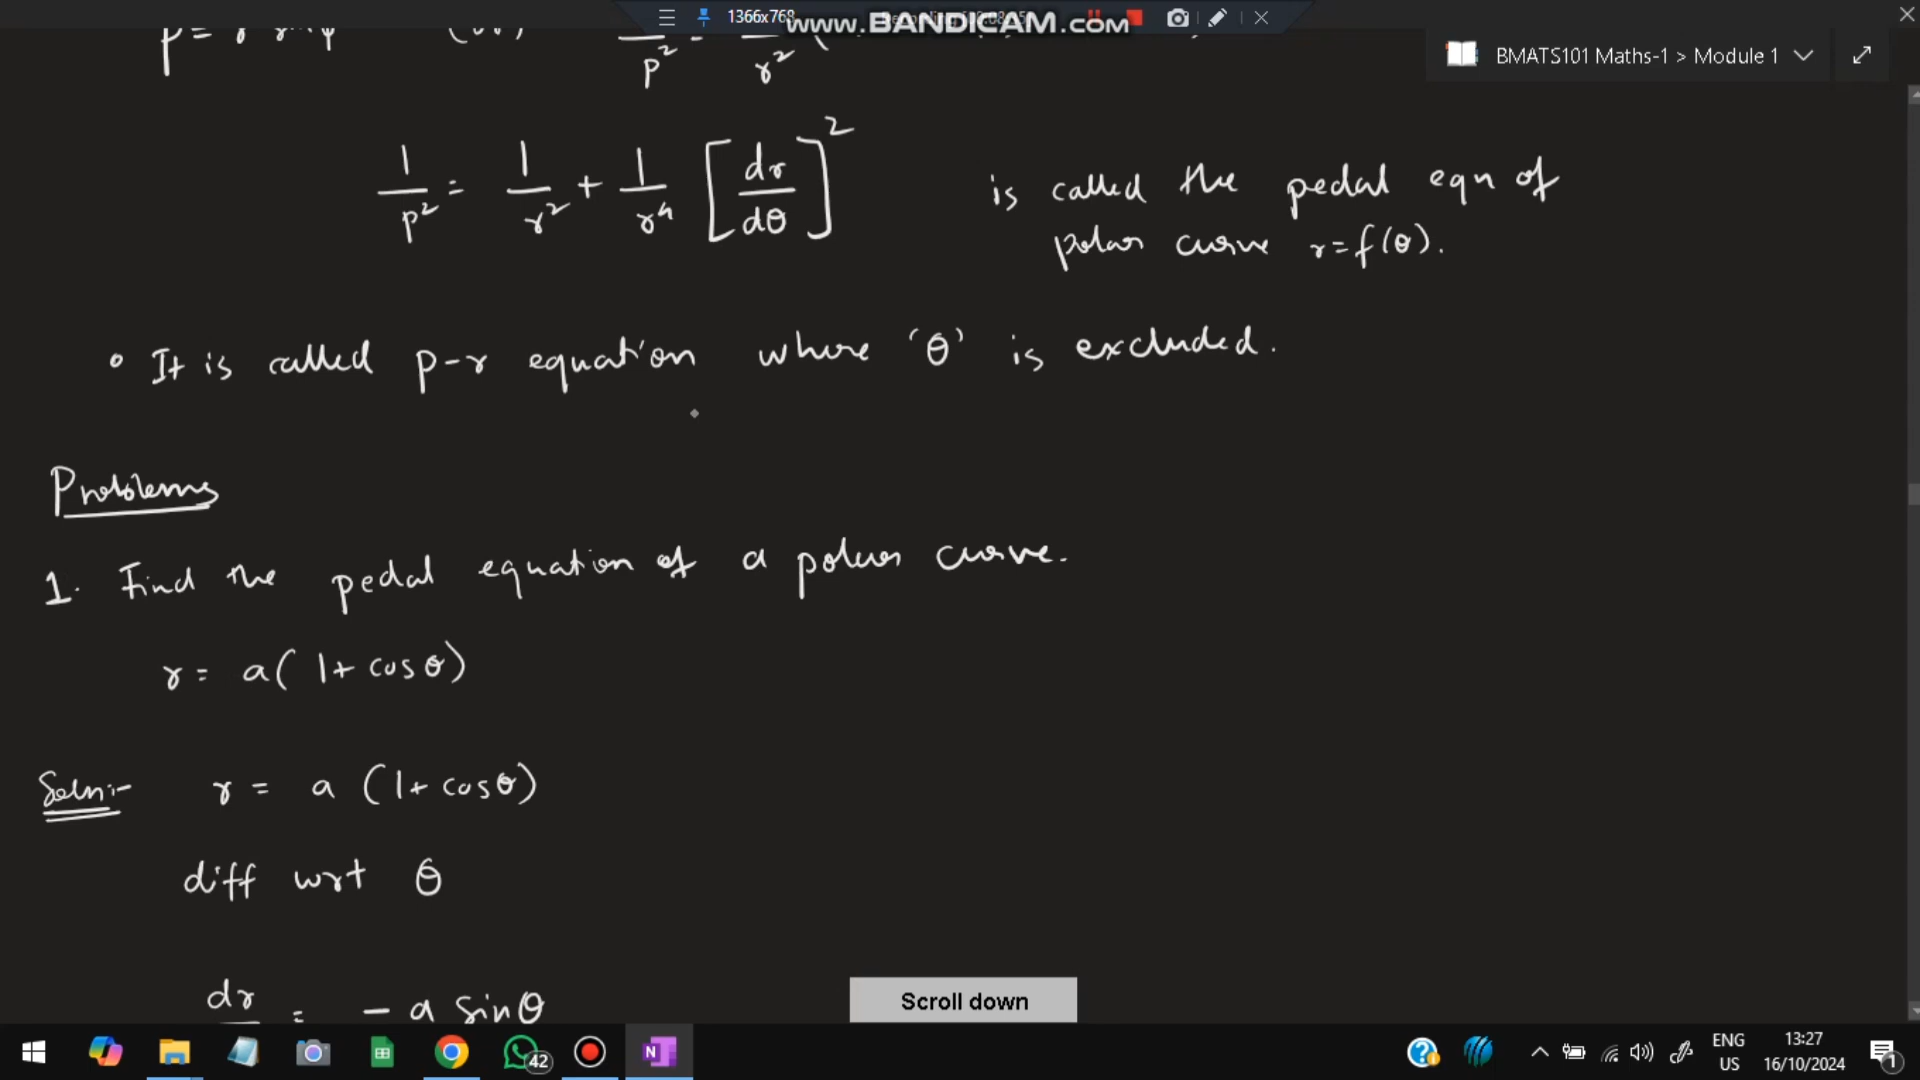 1366x768
www.BANDICAM.com
BMATS101 Maths-1 > Module 1
1/p² = 1/r² + 1/r⁴ [dr/dθ]² is called the pedal eqn of
polar curve r=f(θ).
• It is called p-r equation where 'θ' is excluded.
Problems
1. Find the pedal equation of a polar curve.
r = a(1+cosθ)
Soln:- r = a (1+cosθ)
diff wrt θ
dr
= - a sinθ
Scroll down
42
N
ENG
US
13:27
16/10/2024
1